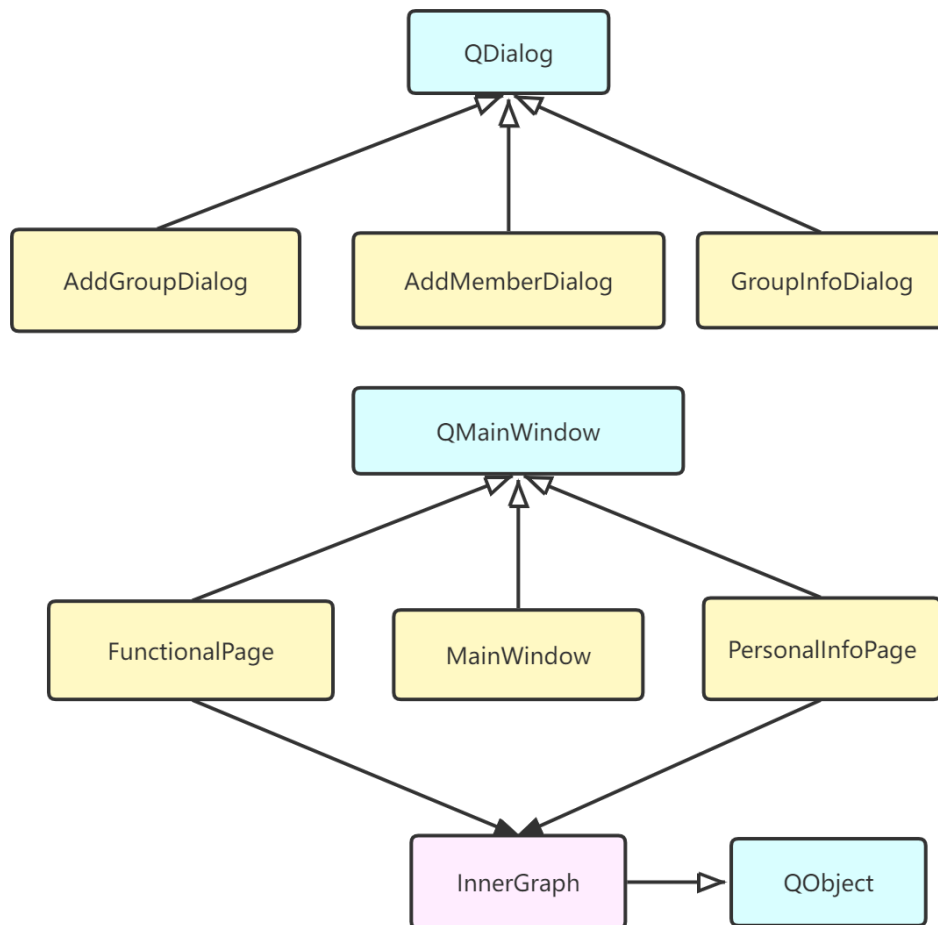 QDialog
AddGroupDialog
AddMemberDialog
GroupInfoDialog
QMainWindow
FunctionalPage
MainWindow
PersonalInfoPage
InnerGraph
QObject